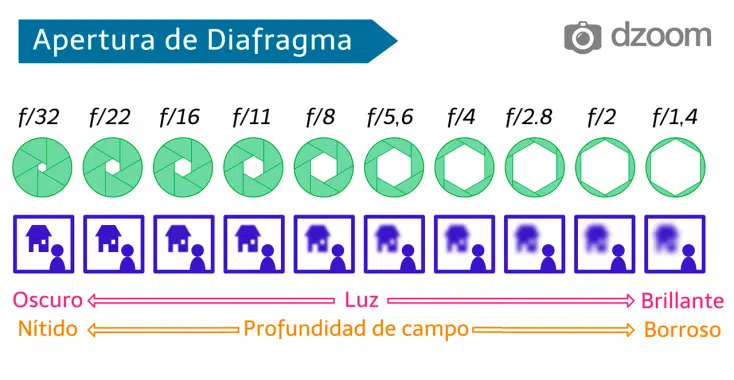 Apertura de Diafragma
dzoom
f/32 f/22 f/16 f/11 f/8 f/5,6 f/4 f/2.8 f/2 f/1,4
Oscuro Luz Brillante
Nítido Profundidad de campo Borroso